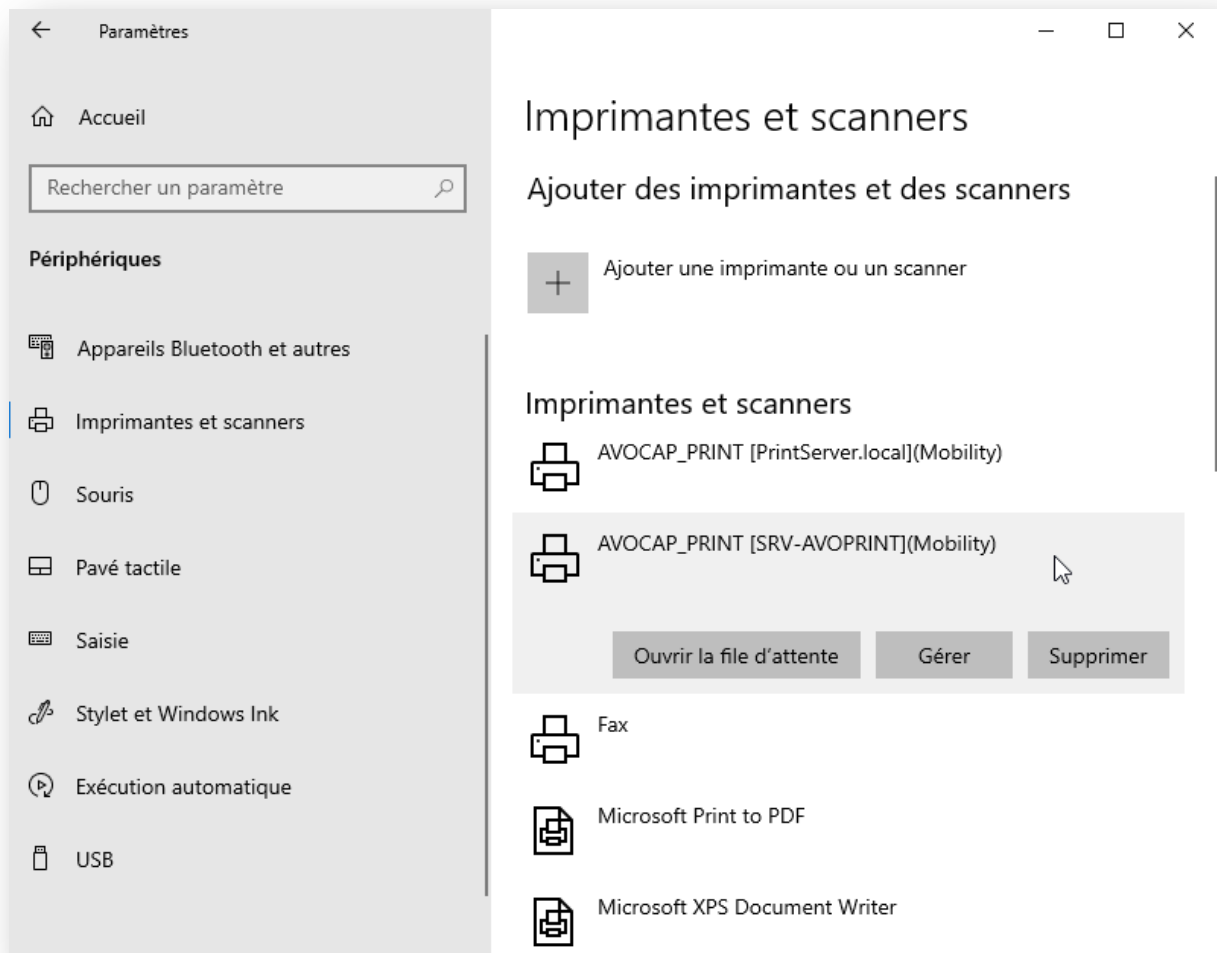 Paramètres
Accueil
Rechercher un paramètre
Périphériques
Appareils Bluetooth et autres
Imprimantes et scanners
Souris
Pavé tactile
Saisie
Stylet et Windows Ink
Exécution automatique
USB
Imprimantes et scanners
Ajouter des imprimantes et des scanners
Ajouter une imprimante ou un scanner
Imprimantes et scanners
AVOCAP_PRINT [PrintServer.local](Mobility)
AVOCAP_PRINT [SRV-AVOPRINT](Mobility)
Ouvrir la file d’attente Gérer Supprimer
Fax
Microsoft Print to PDF
Microsoft XPS Document Writer